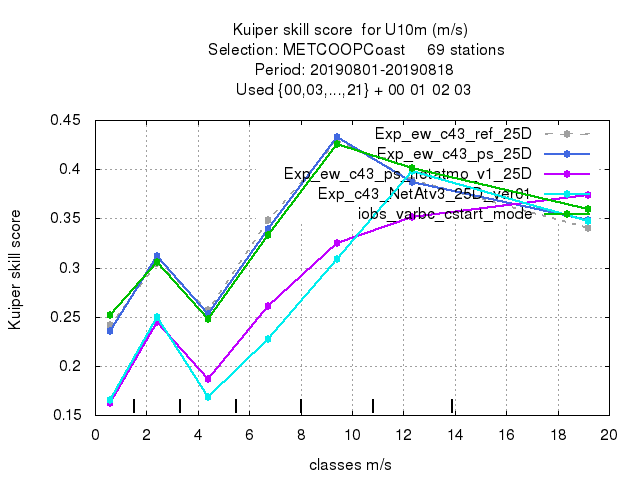 Kuiper skill score  for U10m (m/s)
Selection: METCOOPCoast     69 stations
Period: 20190801-20190818
Used {00,03,...,21} + 00 01 02 03
Exp_ew_c43_ref_25D
Exp_ew_c43_ps_25D
Exp_ew_c43_ps_netatmo_v1_25D
Exp_c43_NetAtv3_25D_ver01
iobs_varbc_cstart_mode
Kuiper skill score
0.45
0.4
0.35
0.3
0.25
0.2
0.15
0 2 4 6 8 10 12 14 16 18 20
classes m/s